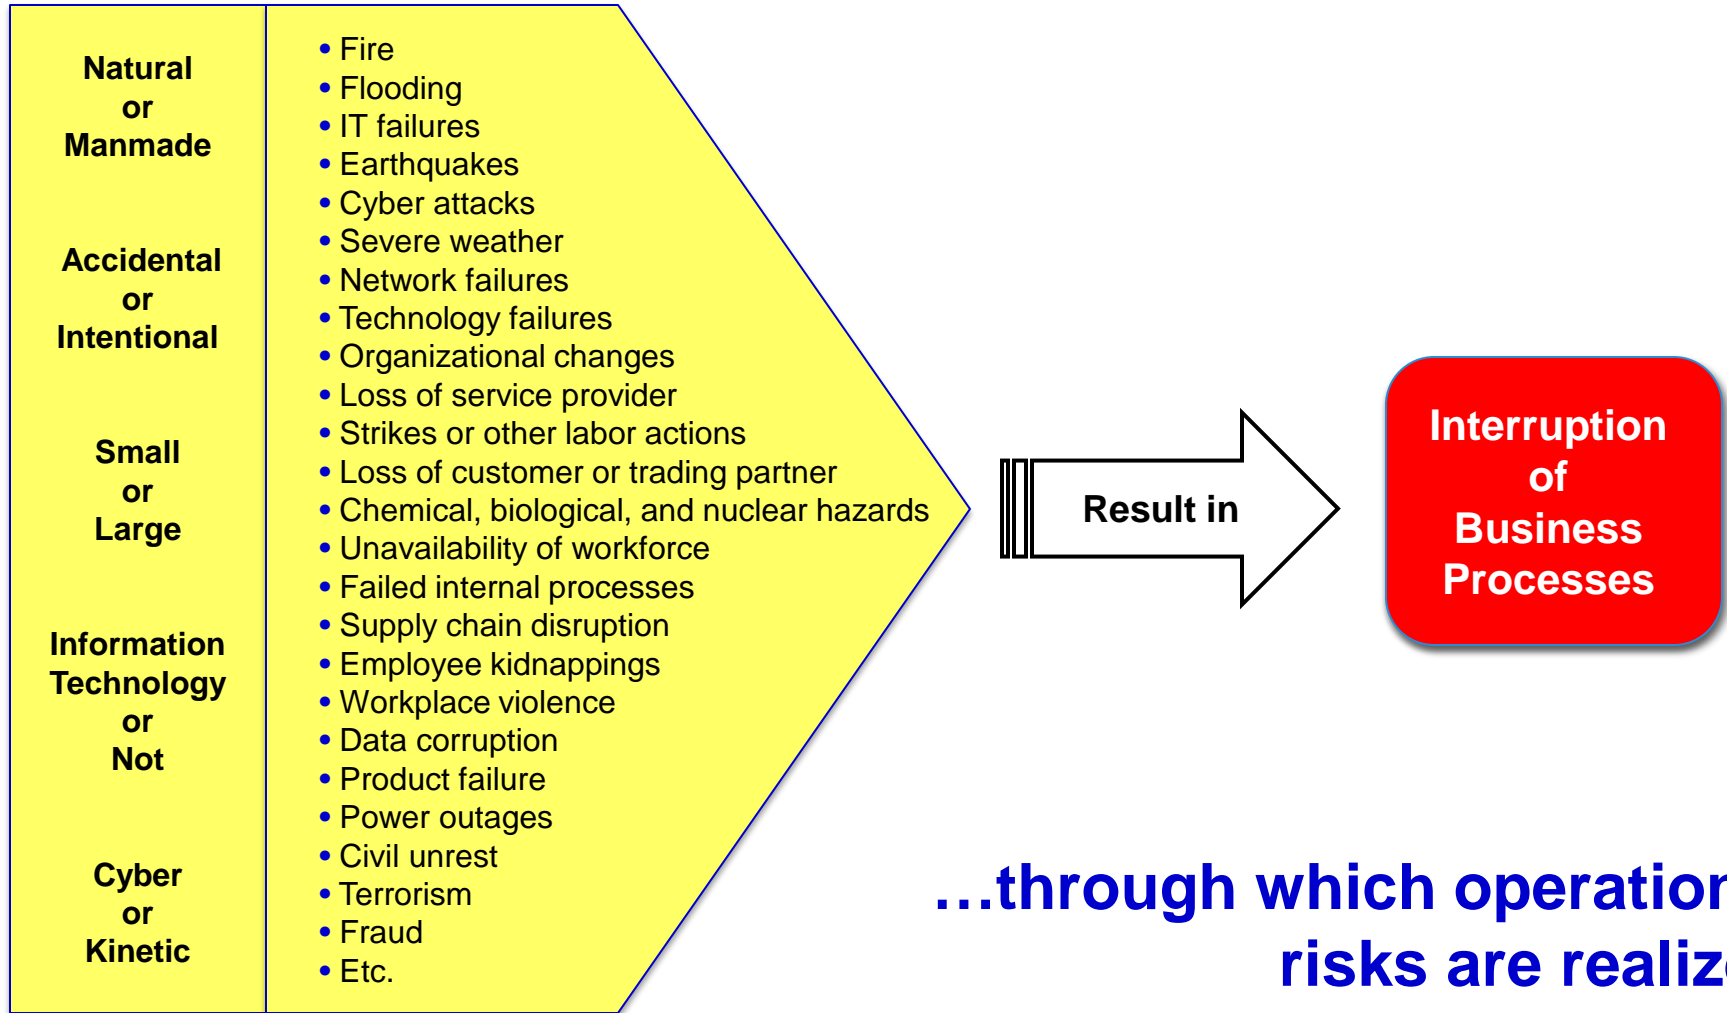 Natural
or
Manmade
Accidental
or
Intentional
Small
or
Large
Information
Technology
or
Not
Cyber
or
Kinetic
• Fire
• Flooding
• IT failures
• Earthquakes
• Cyber attacks
• Severe weather
• Network failures
• Technology failures
• Organizational changes
• Loss of service provider
• Strikes or other labor actions
• Loss of customer or trading partner
• Chemical, biological, and nuclear hazards
• Unavailability of workforce
• Failed internal processes
• Supply chain disruption
• Employee kidnappings
• Workplace violence
• Data corruption
• Product failure
• Power outages
• Civil unrest
• Terrorism
• Fraud
• Etc.
Result in
Interruption
of
Business
Processes
…through which
risks are